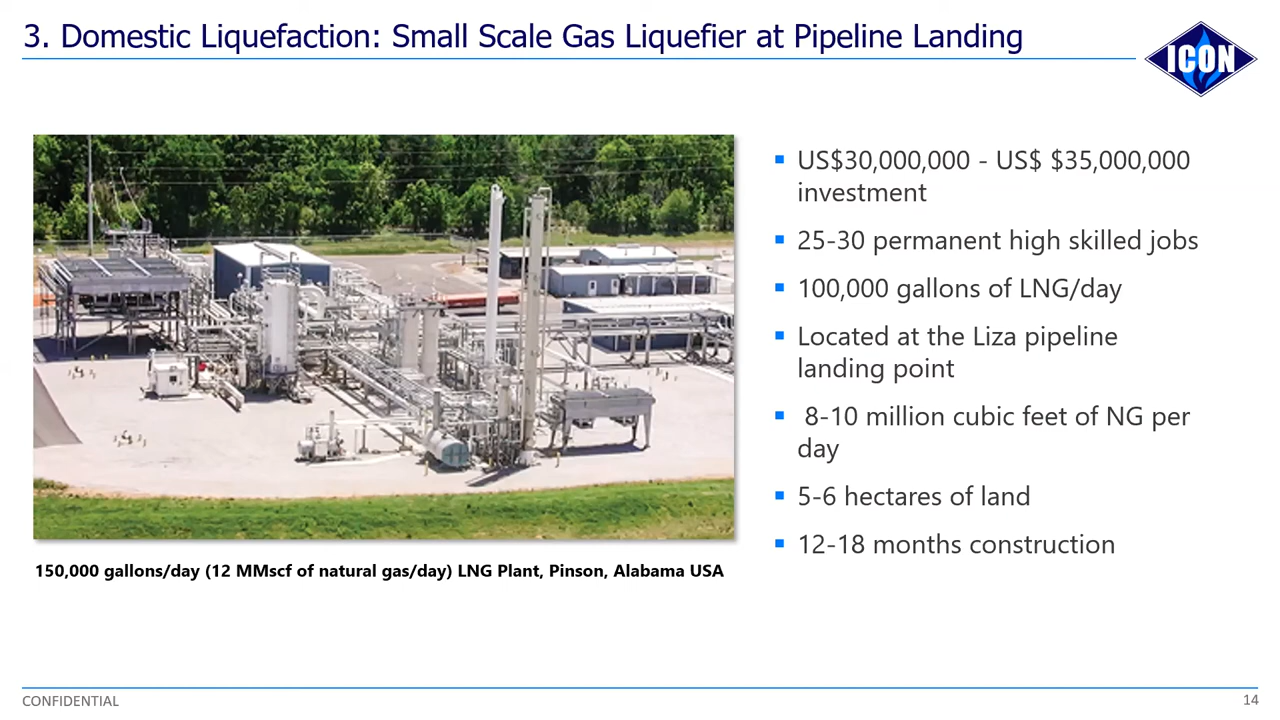 3. Domestic Liquefaction: Small Scale Gas Liquefier at Pipeline Landing
ICON
US$30,000,000 - US$ $35,000,000
investment
25-30 permanent high skilled jobs
100,000 gallons of LNG/day
Located at the Liza pipeline
landing point
8-10 million cubic feet of NG per
day
5-6 hectares of land
12-18 months construction
150,000 gallons/day (12 MMscf of natural gas/day) LNG Plant, Pinson, Alabama USA
CONFIDENTIAL
14